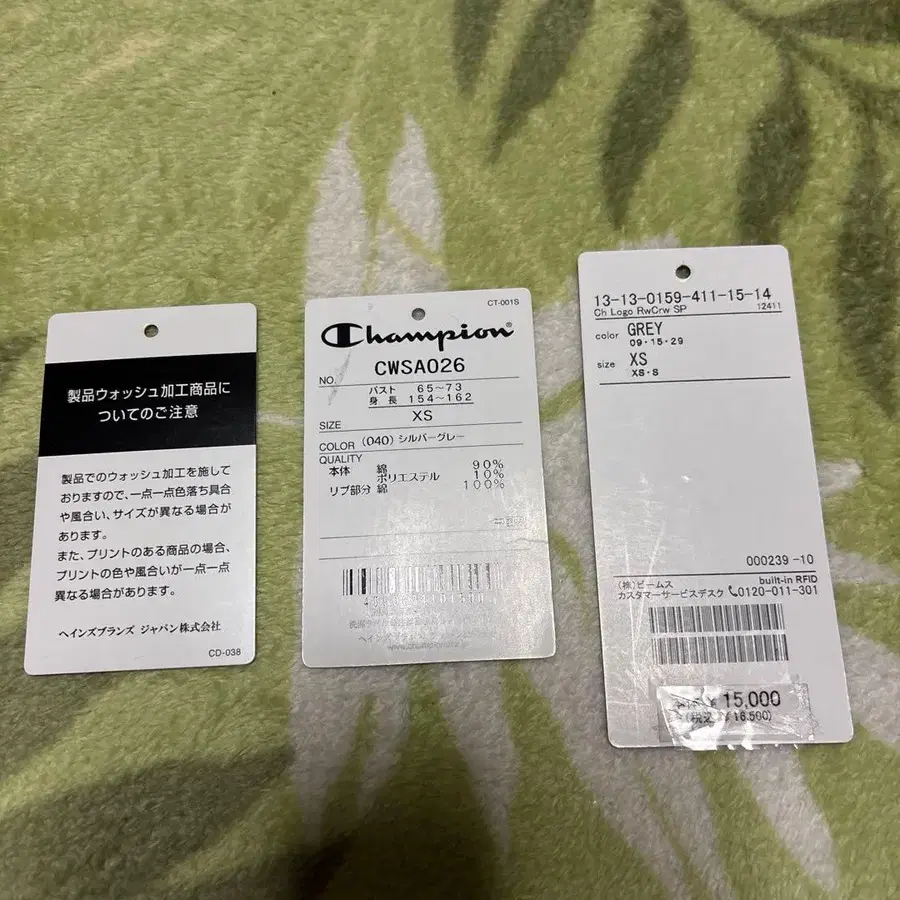 製品ウォッシュ加工商品に
ついてのご注意
製品でのウォッシュ加工を施して
おりますので、一点一点色落ち具合
や風合い、サイズが異なる場合が
あります。
また、プリントのある商品の場合、
プリントの色や風合いが一点一点
異なる場合があります。
ヘインズブランズ ジャパン株式会社
CD-038
CT-001S
Champion
NO. CWSA026
バスト 65〜73
身長 154〜162
SIZE XS
COLOR (040) シルバーグレー
QUALITY
本体 綿 90%
ポリエステル 10%
リブ部分 綿 100%
13-13-0159-411-15-14
Ch Logo RwCrw SP 12411
color GREY
09・15・29
size XS
XS・S
000239-10
(株)ビームス built-in RFID
カスタマーサービスデスク 0120-011-301
¥15,000
(税込 ¥16,500)